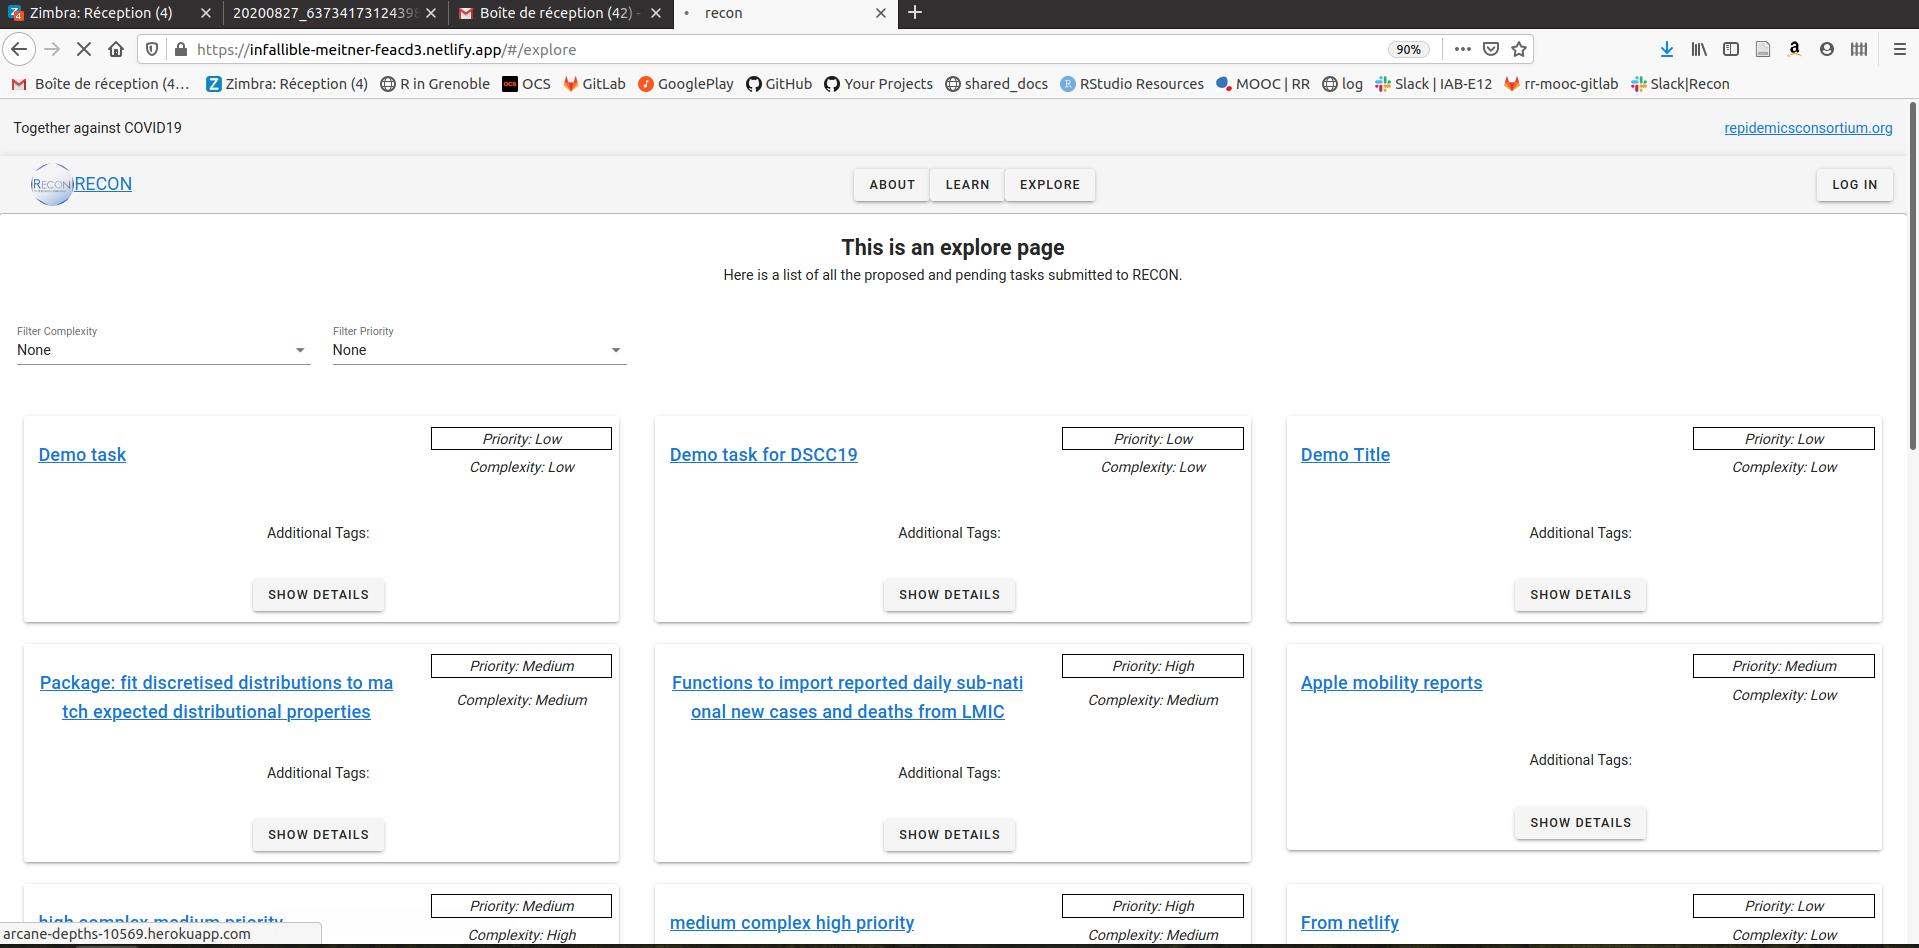 Zimbra: Réception (4)
20200827_6373417312439
Boîte de réception (42) -
recon
https://infallible-meitner-feacd3.netlify.app/#/explore
90%
Boîte de réception (4…
Zimbra: Réception (4)
R in Grenoble
OCS
GitLab
GooglePlay
GitHub
Your Projects
shared_docs
RStudio Resources
MOOC | RR
log
Slack | IAB-E12
rr-mooc-gitlab
Slack|Recon
Together against COVID19
repidemicsconsortium.org
RECON
RECON
ABOUT
LEARN
EXPLORE
LOG IN
This is an explore page
Here is a list of all the proposed and pending tasks submitted to RECON.
Filter Complexity
None
Filter Priority
None
Demo task
Priority: Low
Complexity: Low
Additional Tags:
SHOW DETAILS
Demo task for DSCC19
Priority: Low
Complexity: Low
Additional Tags:
SHOW DETAILS
Demo Title
Priority: Low
Complexity: Low
Additional Tags:
SHOW DETAILS
Package: fit discretised distributions to ma
tch expected distributional properties
Priority: Medium
Complexity: Medium
Additional Tags:
SHOW DETAILS
Functions to import reported daily sub-nati
onal new cases and deaths from LMIC
Priority: High
Complexity: Medium
Additional Tags:
SHOW DETAILS
Apple mobility reports
Priority: Medium
Complexity: Low
Additional Tags:
SHOW DETAILS
high complex medium priority
Priority: Medium
Complexity: High
medium complex high priority
Priority: High
Complexity: Medium
From netlify
Priority: Low
Complexity: Low
arcane-depths-10569.herokuapp.com